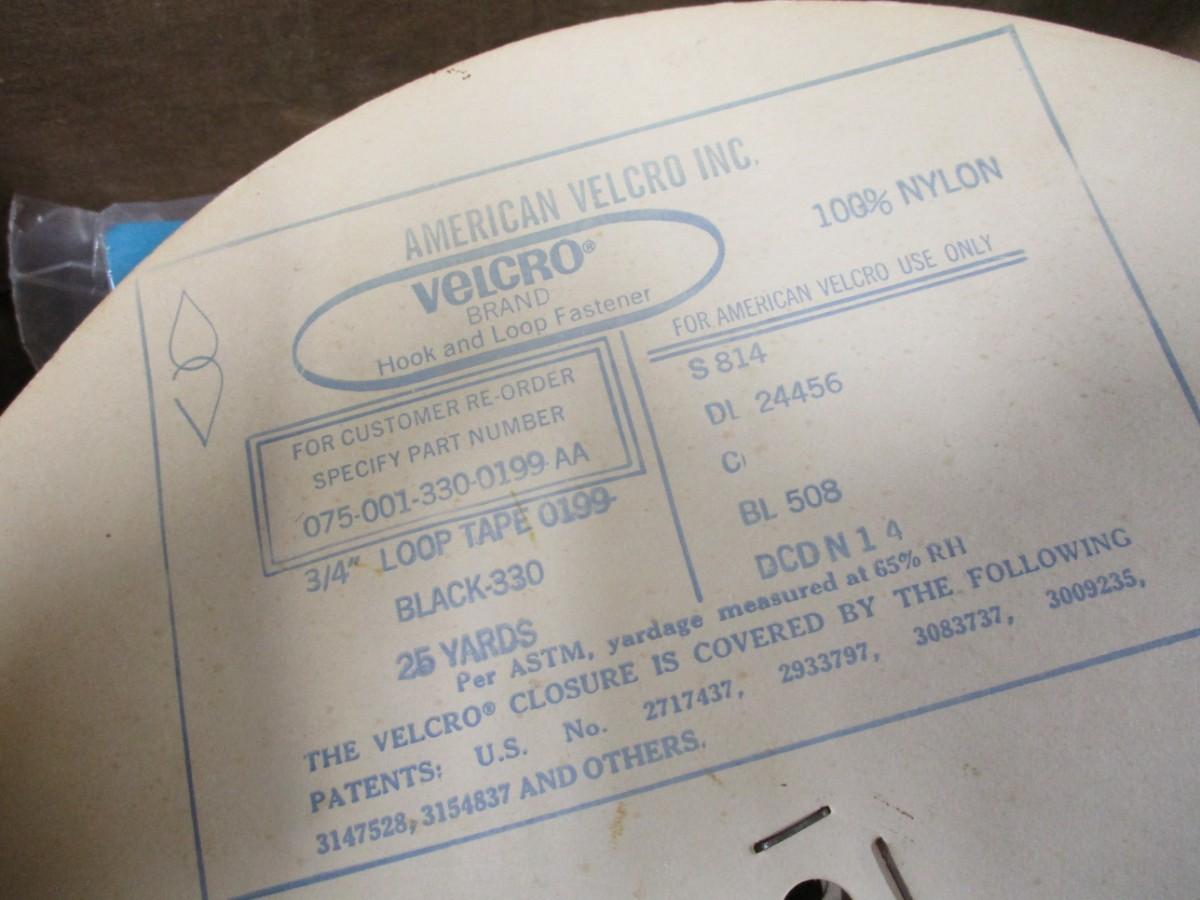 AMERICAN VELCRO INC.
VELCRO®
BRAND
Hook and Loop Fastener
100% NYLON
FOR CUSTOMER RE-ORDER
SPECIFY PART NUMBER
075-001-330-0199-AA
3/4" LOOP TAPE 0199-
BLACK-330
25 YARDS
FOR AMERICAN VELCRO USE ONLY
S 814
DL 24456
BL 508
DCD N 1 4
Per ASTM, yardage measured at 65% RH
THE VELCRO® CLOSURE IS COVERED BY THE FOLLOWING
PATENTS: U.S. No. 2717437, 2933797, 3083737, 3009235,
3147528, 3154837 AND OTHERS.